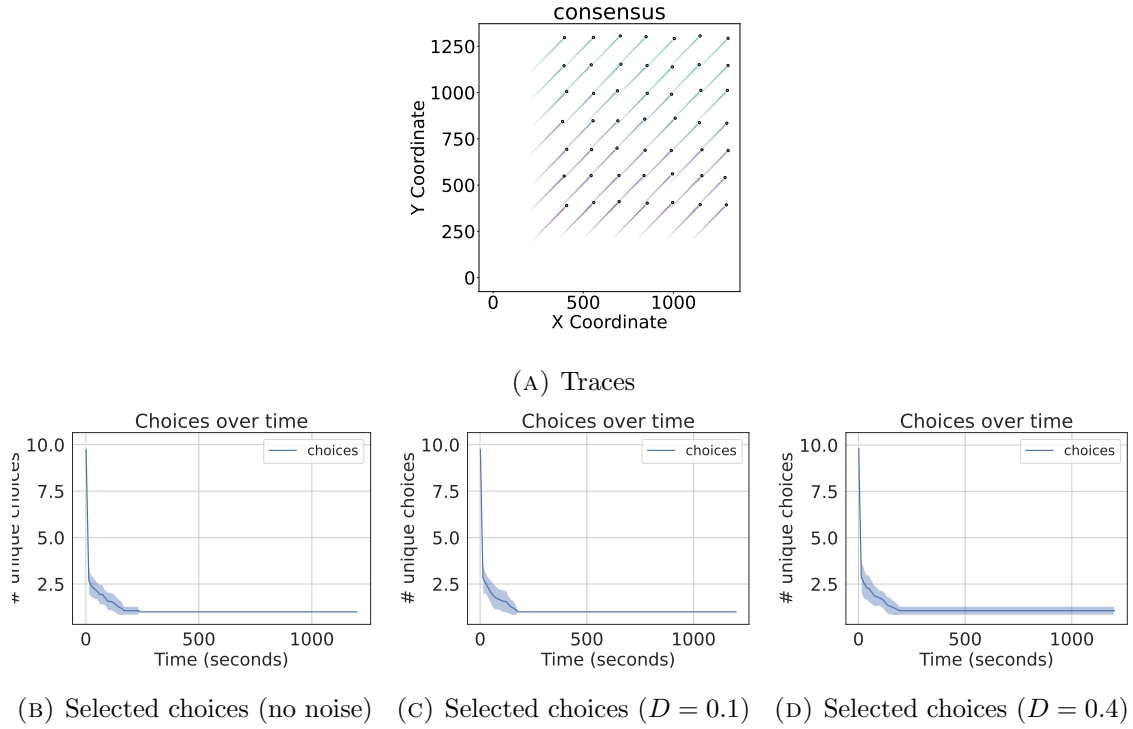 consensus
1250
1000
750
500
250
0
Y Coordinate
0 500 1000
X Coordinate
(A) Traces
Choices over time Choices over time Choices over time
choices choices choices
10.0 10.0 10.0
7.5 7.5 7.5
5.0 5.0 5.0
2.5 2.5 2.5
# unique choices # unique choices # unique choices
0 500 1000 0 500 1000 0 500 1000
Time (seconds) Time (seconds) Time (seconds)
(B) Selected choices (no noise) (C) Selected choices (D = 0.1) (D) Selected choices (D = 0.4)